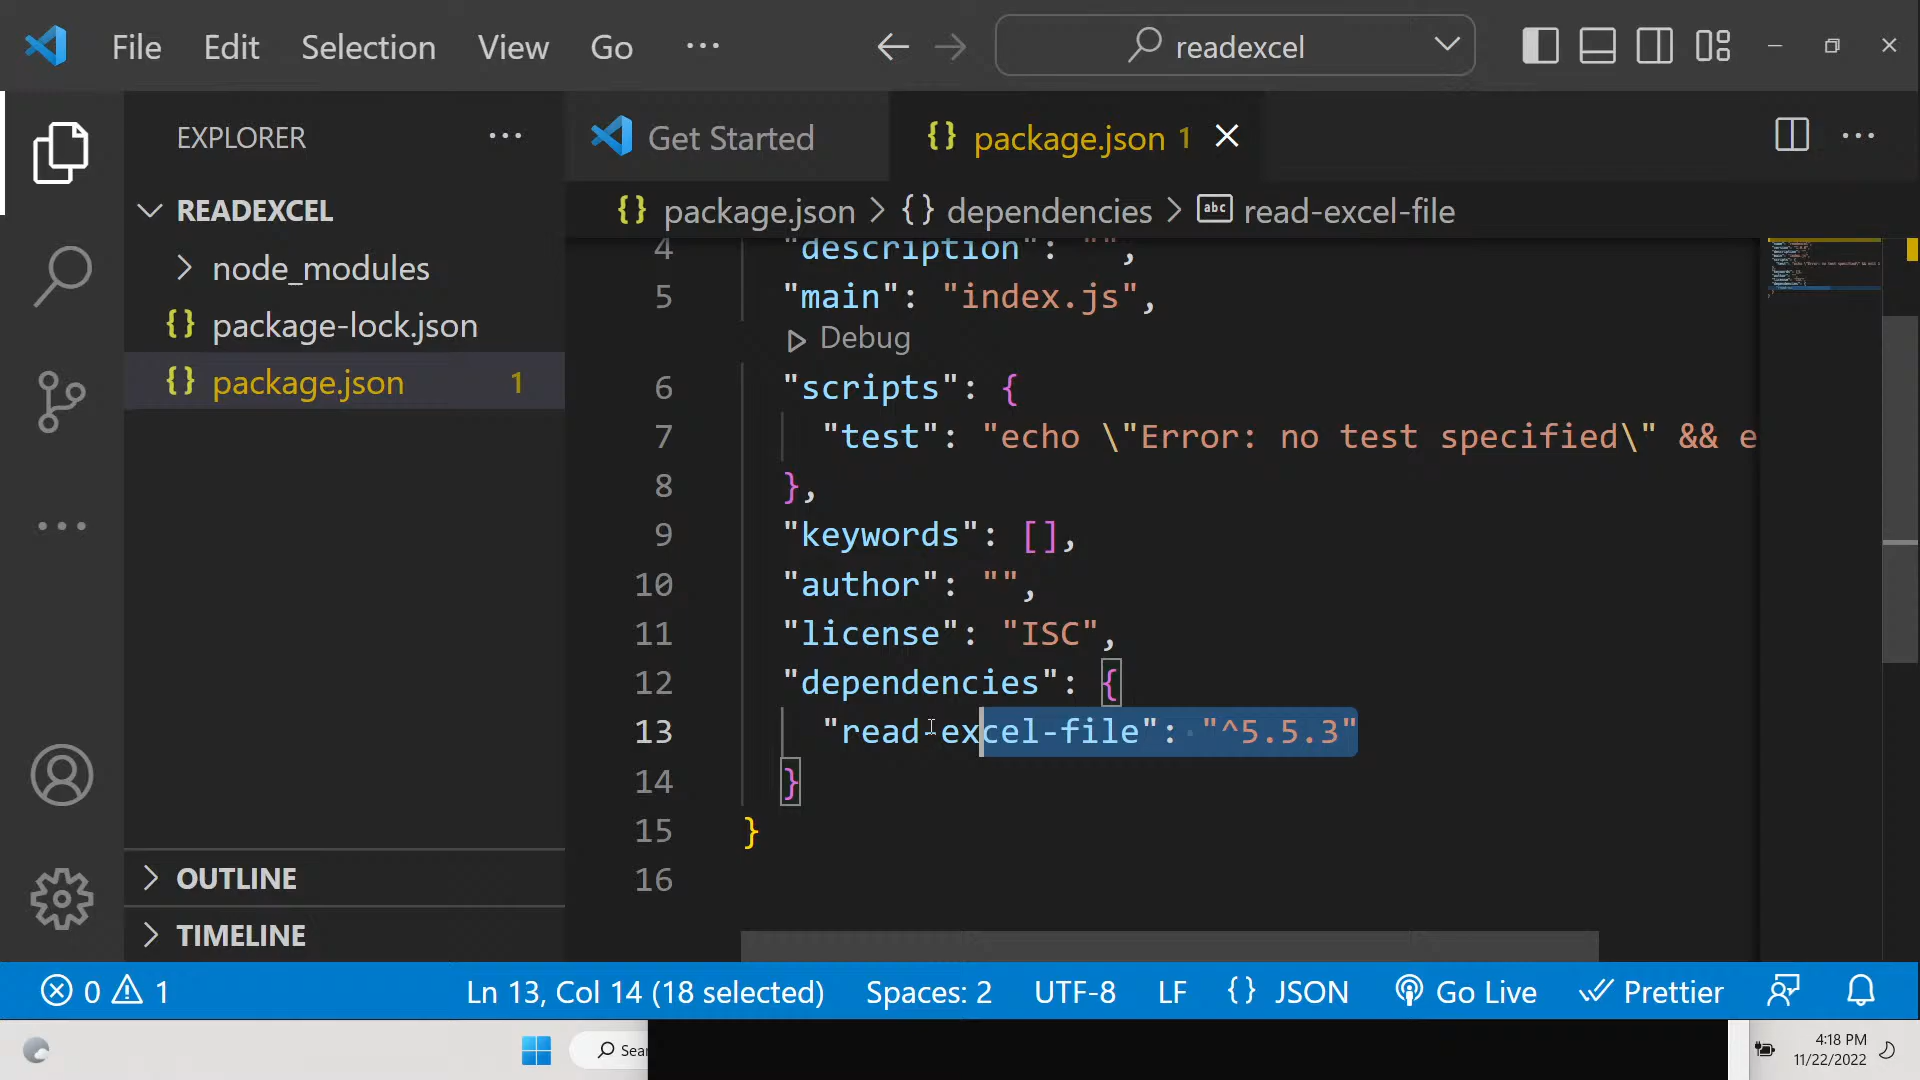 File Edit Selection View Go ... readexcel
EXPLORER ...
Get Started
package.json 1
READEXCEL
node_modules
package-lock.json
package.json 1
package.json > {} dependencies > abc read-excel-file
4 "description": "",
5 "main": "index.js",
Debug
6 "scripts": {
7 "test": "echo \"Error: no test specified\" && e
8 },
9 "keywords": [],
10 "author": "",
11 "license": "ISC",
12 "dependencies": {
13 "read-excel-file": "^5.5.3"
14 }
15 }
16
OUTLINE
TIMELINE
0 1 Ln 13, Col 14 (18 selected) Spaces: 2 UTF-8 LF {} JSON Go Live Prettier
Sear
4:18 PM
11/22/2022